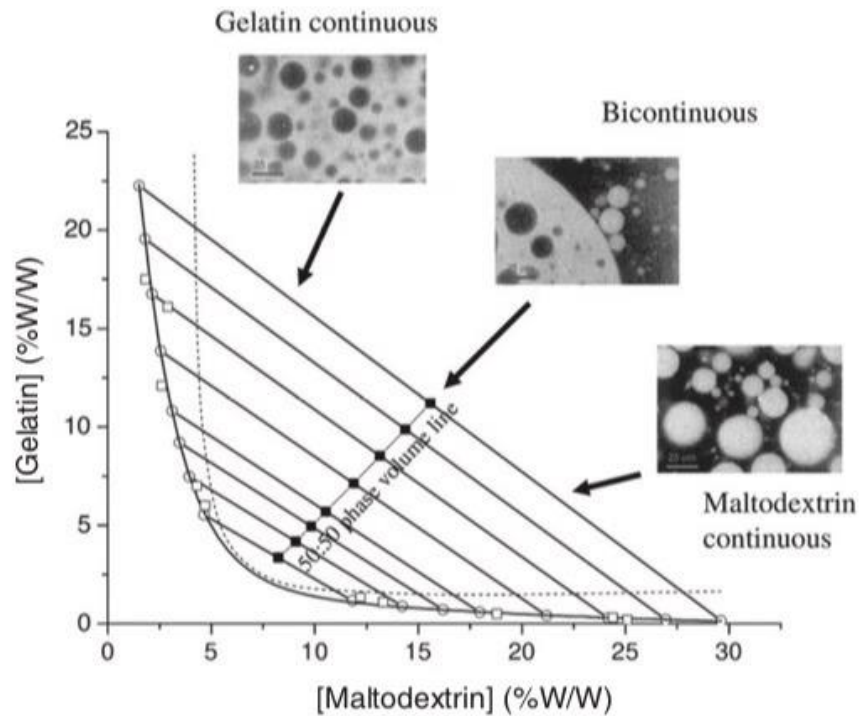 Gelatin continuous
Bicontinuous
25
20
15
10
5
0
[Gelatin] (%W/W)
50:50 phase volume line
Maltodextrin
continuous
0
5
10
15
20
25
30
[Maltodextrin] (%W/W)